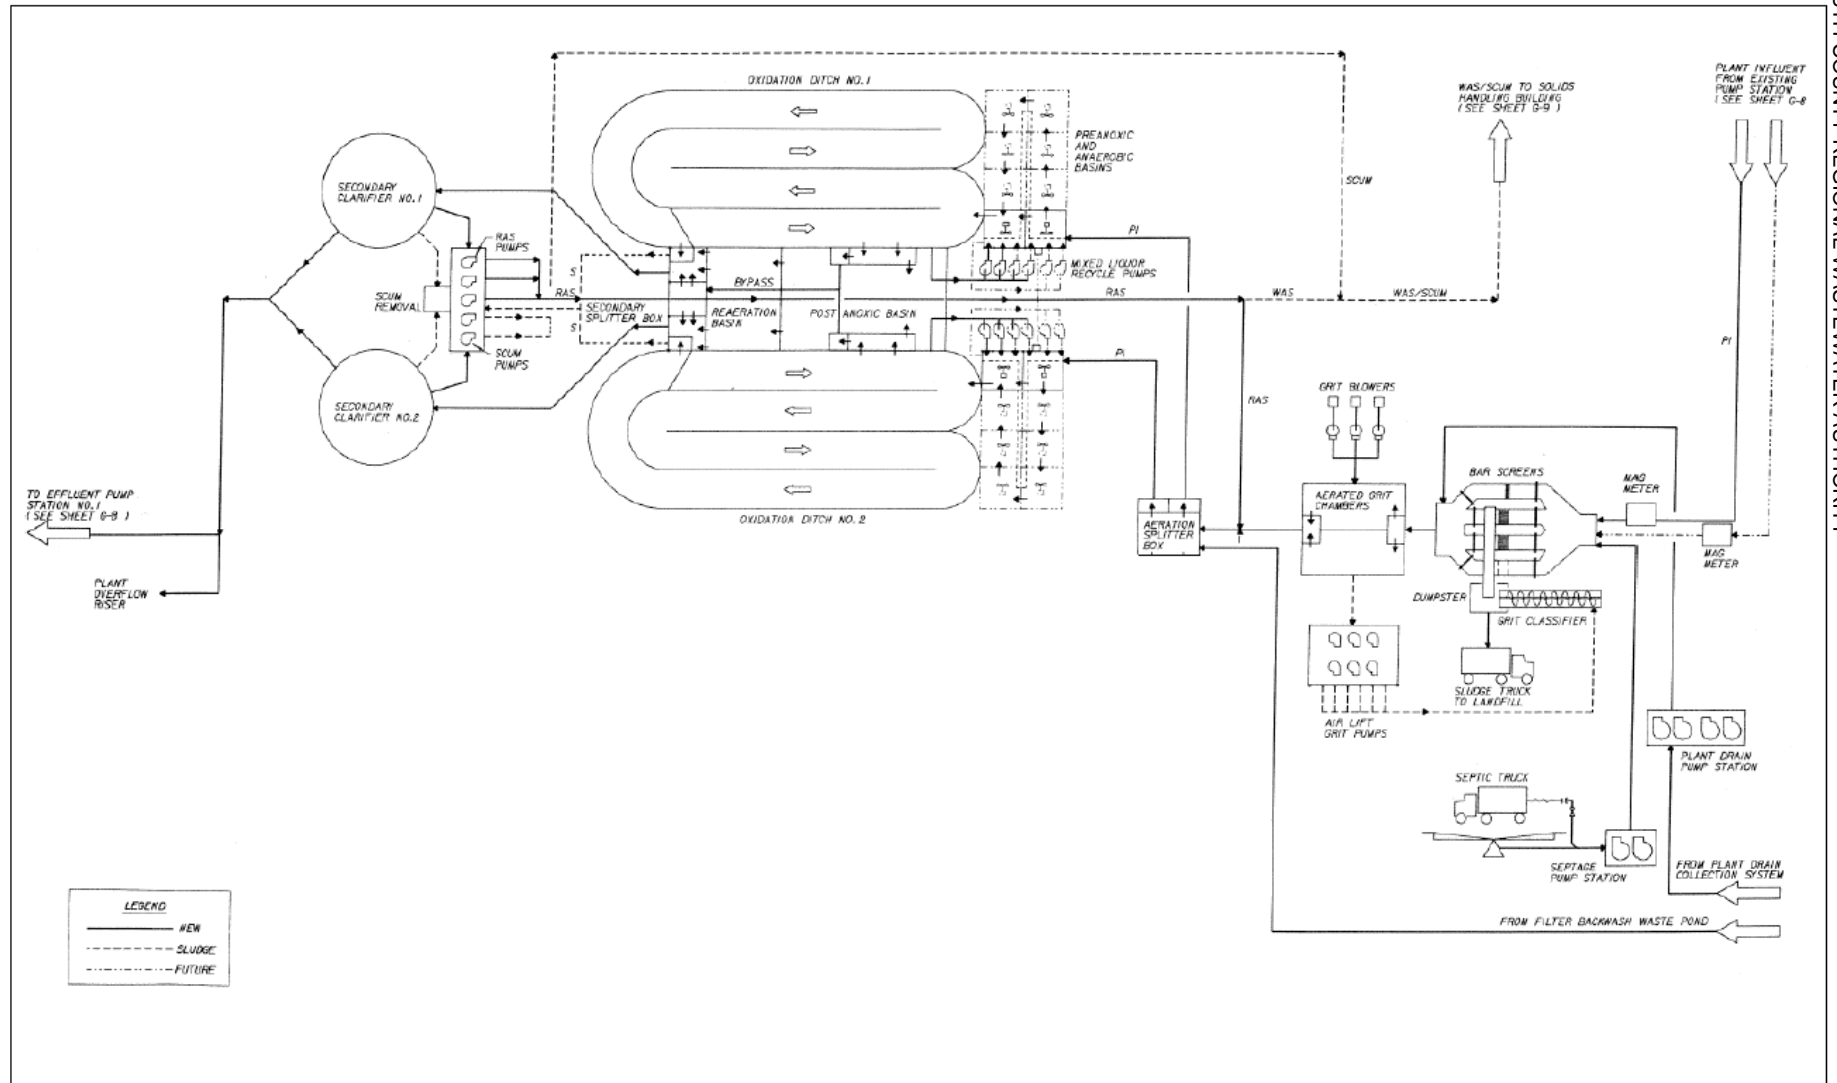 OXIDATION DITCH NO.1
WAS/SCUM TO SOLIDS
HANDLING BUILDING
(SEE SHEET G-9 )
PLANT INFLUENT
FROM EXISTING
PUMP STATION
(SEE SHEET G-8
PREANOXIC
AND
ANAEROBIC
BASINS
SECONDARY
CLARIFIER NO.1
SCUM
RAS
PUMPS
PI
MIXED LIQUOR
RECYCLE PUMPS
S
BYPASS
SCUM
REMOVAL
RAS
RAS
WAS
WAS/SCUM
SECONDARY
SPLITTER BOX
REAERATION
BASIN
POST ANOXIC BASIN
S
SCUM
PUMPS
PI
PI
GRIT BLOWERS
RAS
SECONDARY
CLARIFIER NO.2
BAR SCREENS
MAG
METER
TO EFFLUENT PUMP
STATION NO.1
(SEE SHEET G-8 )
AERATED GRIT
CHAMBERS
OXIDATION DITCH NO.2
AERATION
SPLITTER
BOX
MAG
METER
PLANT
OVERFLOW
RISER
DUMPSTER
GRIT CLASSIFIER
SLUDGE TRUCK
TO LANDFILL
AIR LIFT
GRIT PUMPS
PLANT DRAIN
PUMP STATION
SEPTIC TRUCK
SEPTAGE
PUMP STATION
FROM PLANT DRAIN
COLLECTION SYSTEM
FROM FILTER BACKWASH WASTE POND
LEGEND
NEW
SLUDGE
FUTURE